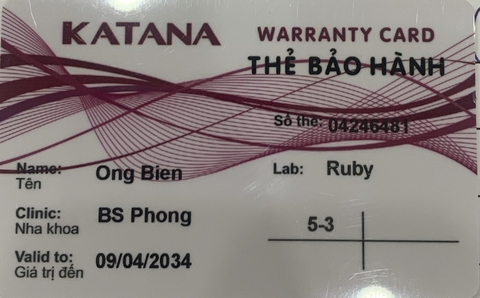 KATANA
WARRANTY CARD
THẺ BẢO HÀNH
Số thẻ: 04246481
Name: Ong Bien
Tên
Lab: Ruby
Clinic: BS Phong
Nha khoa
5-3
Valid to: 09/04/2034
Giá trị đến